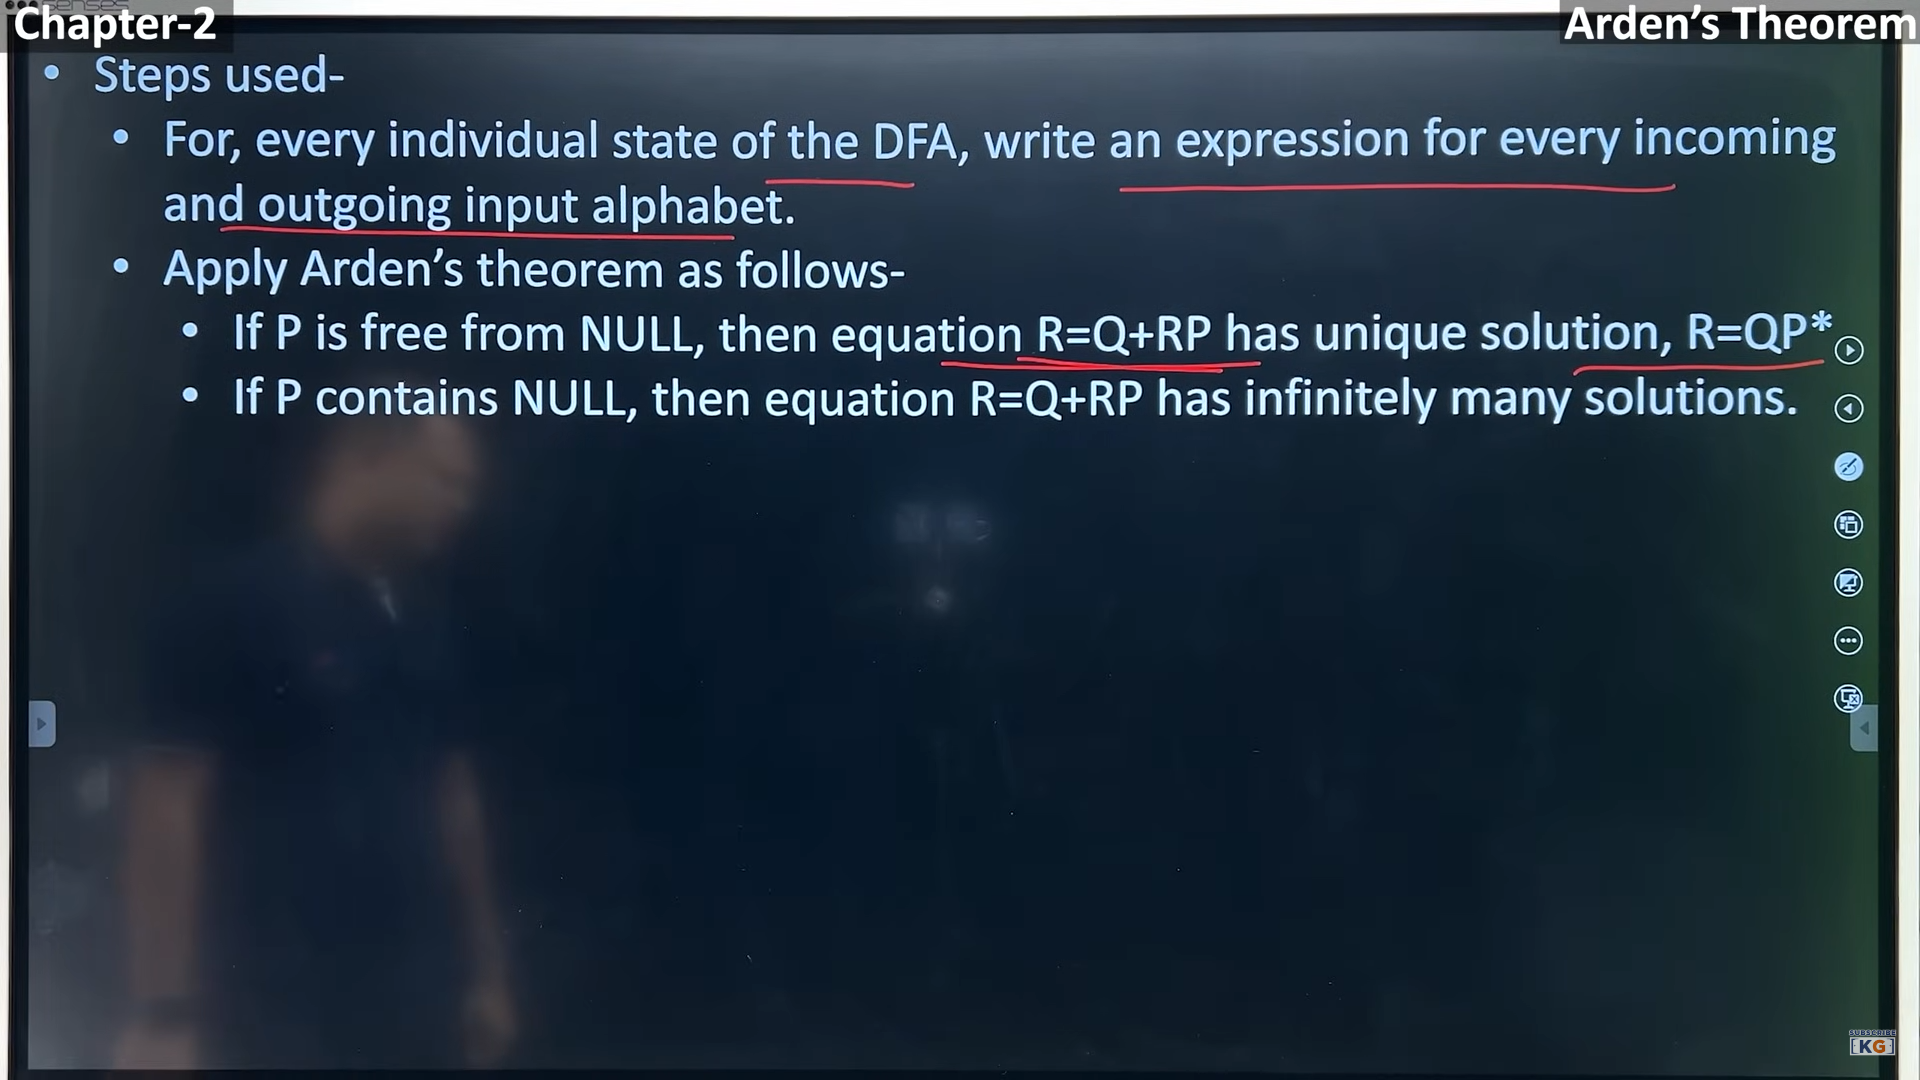 Chapter-2
Arden's Theorem
• Steps used-
• For, every individual state of the DFA, write an expression for every incoming
and outgoing input alphabet.
• Apply Arden's theorem as follows-
• If P is free from NULL, then equation R=Q+RP has unique solution, R=QP*
• If P contains NULL, then equation R=Q+RP has infinitely many solutions.
SUBSCRIBE
KG